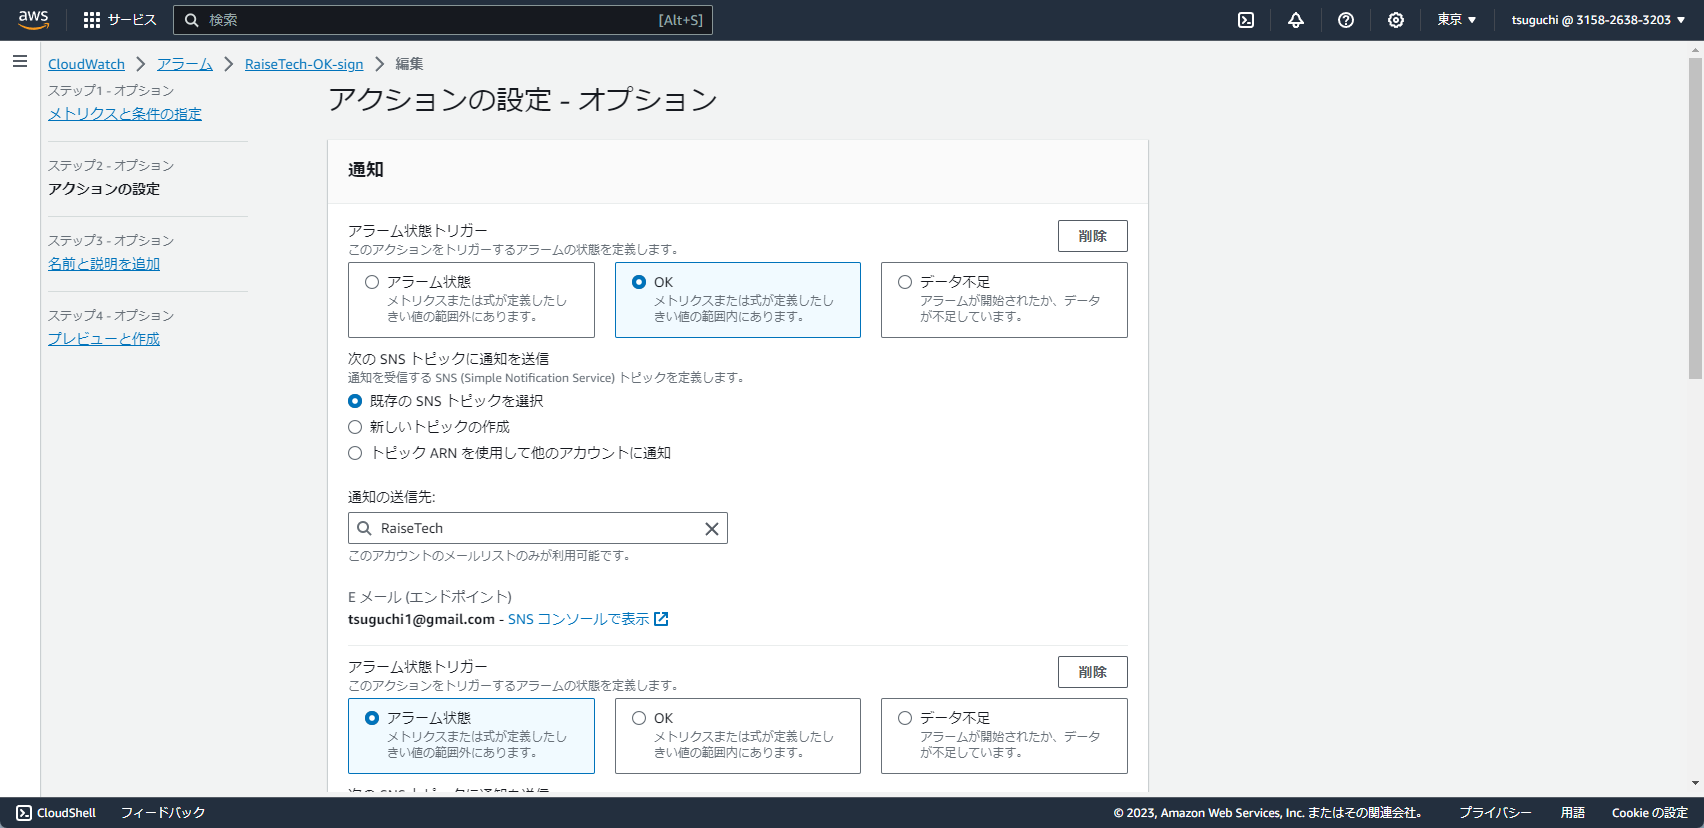 aws
サービス
検索
[Alt+S]
東京 ▼
tsuguchi @ 3158-2638-3203 ▼
CloudWatch > アラーム > RaiseTech-OK-sign > 編集
ステップ1 - オプション
メトリクスと条件の指定
ステップ2 - オプション
アクションの設定
ステップ3 - オプション
名前と説明を追加
ステップ4 - オプション
プレビューと作成
アクションの設定 - オプション
通知
アラーム状態トリガー
このアクションをトリガーするアラームの状態を定義します。
削除
アラーム状態
メトリクスまたは式が定義したし
きい値の範囲外にあります。
OK
メトリクスまたは式が定義したし
きい値の範囲内にあります。
データ不足
アラームが開始されたか、データ
が不足しています。
次の SNS トピックに通知を送信
通知を受信する SNS (Simple Notification Service) トピックを定義します。
既存の SNS トピックを選択
新しいトピックの作成
トピック ARN を使用して他のアカウントに通知
通知の送信先:
RaiseTech
このアカウントのメールリストのみが利用可能です。
E メール (エンドポイント)
tsuguchi1@gmail.com - SNS コンソールで表示
アラーム状態トリガー
このアクションをトリガーするアラームの状態を定義します。
削除
アラーム状態
メトリクスまたは式が定義したし
きい値の範囲外にあります。
OK
メトリクスまたは式が定義したし
きい値の範囲内にあります。
データ不足
アラームが開始されたか、データ
が不足しています。
次の SNS トピックに通知を送信
CloudShell
フィードバック
© 2023, Amazon Web Services, Inc. またはその関連会社。
プライバシー
用語
Cookie の設定